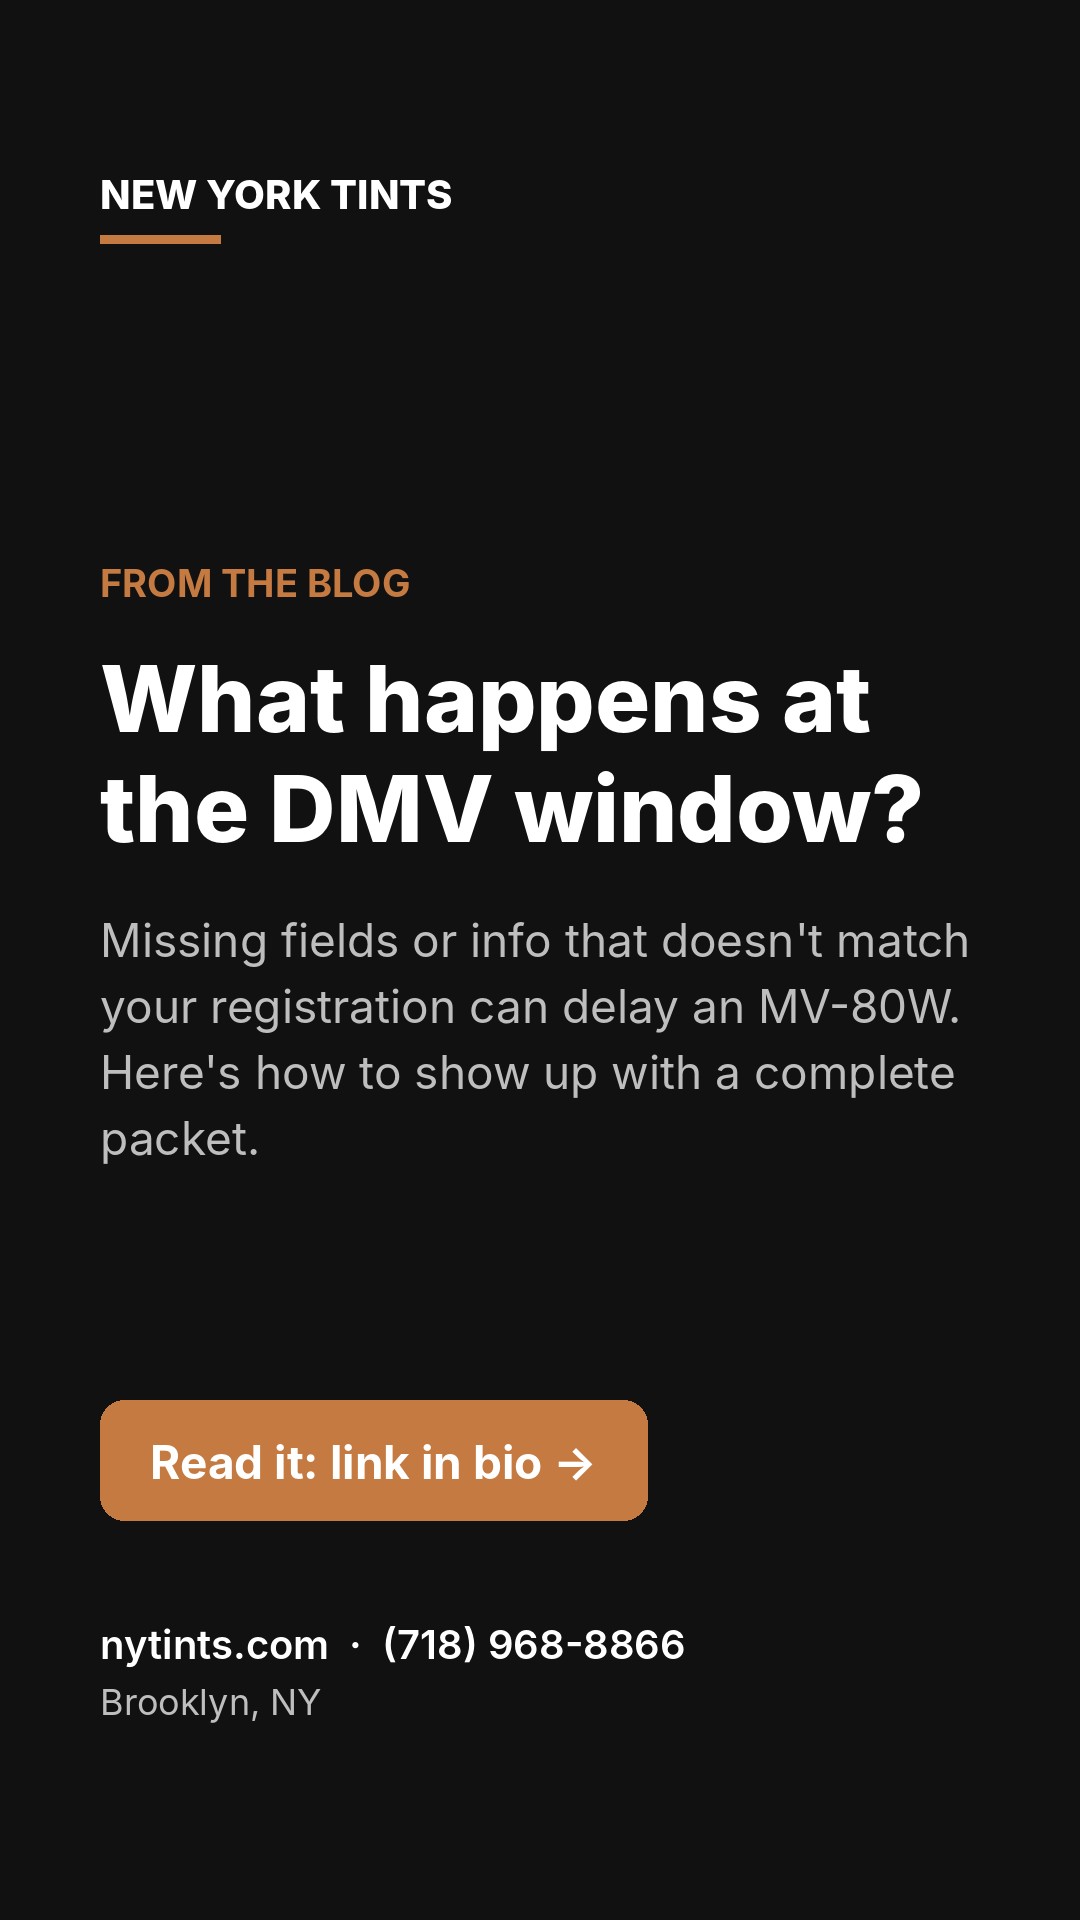 NEW YORK TINTS
FROM THE BLOG
What happens at
the DMV window?
Missing fields or info that doesn't match
your registration can delay an MV-80W.
Here's how to show up with a complete
packet.
Read it: link in bio →
nytints.com · (718) 968-8866
Brooklyn, NY